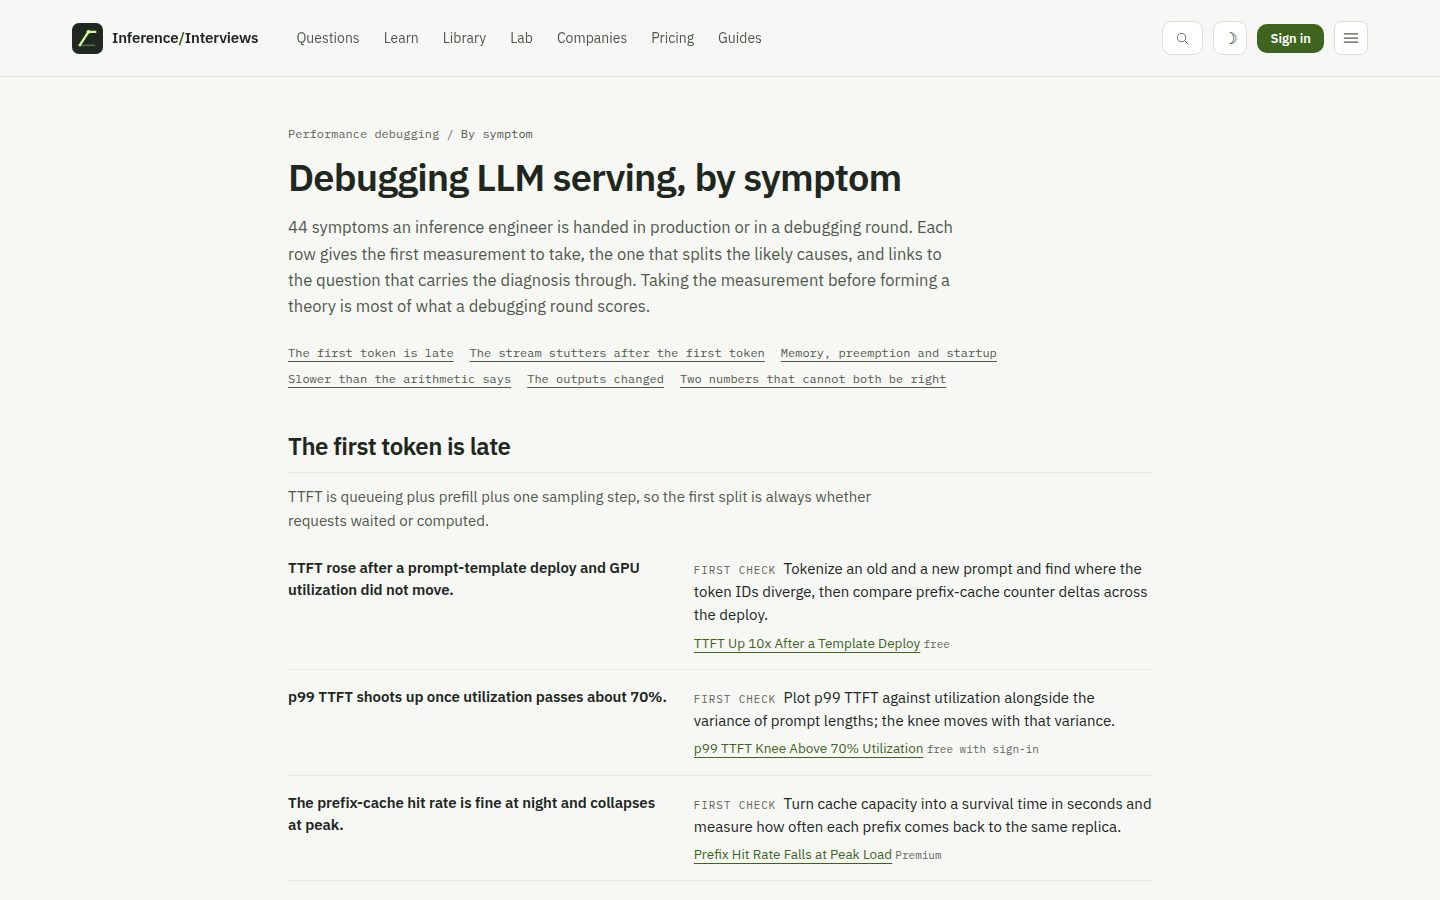 Inference/Interviews Questions Learn Library Lab Companies Pricing Guides Sign in
Performance debugging / By symptom
Debugging LLM serving, by symptom
44 symptoms an inference engineer is handed in production or in a debugging round. Each
row gives the first measurement to take, the one that splits the likely causes, and links to
the question that carries the diagnosis through. Taking the measurement before forming a
theory is most of what a debugging round scores.
The first token is late The stream stutters after the first token Memory, preemption and startup
Slower than the arithmetic says The outputs changed Two numbers that cannot both be right
The first token is late
TTFT is queueing plus prefill plus one sampling step, so the first split is always whether
requests waited or computed.
TTFT rose after a prompt-template deploy and GPU
utilization did not move.
FIRST CHECK Tokenize an old and a new prompt and find where the
token IDs diverge, then compare prefix-cache counter deltas across
the deploy.
TTFT Up 10x After a Template Deploy free
p99 TTFT shoots up once utilization passes about 70%.
FIRST CHECK Plot p99 TTFT against utilization alongside the
variance of prompt lengths; the knee moves with that variance.
p99 TTFT Knee Above 70% Utilization free with sign-in
The prefix-cache hit rate is fine at night and collapses
at peak.
FIRST CHECK Turn cache capacity into a survival time in seconds and
measure how often each prefix comes back to the same replica.
Prefix Hit Rate Falls at Peak Load Premium